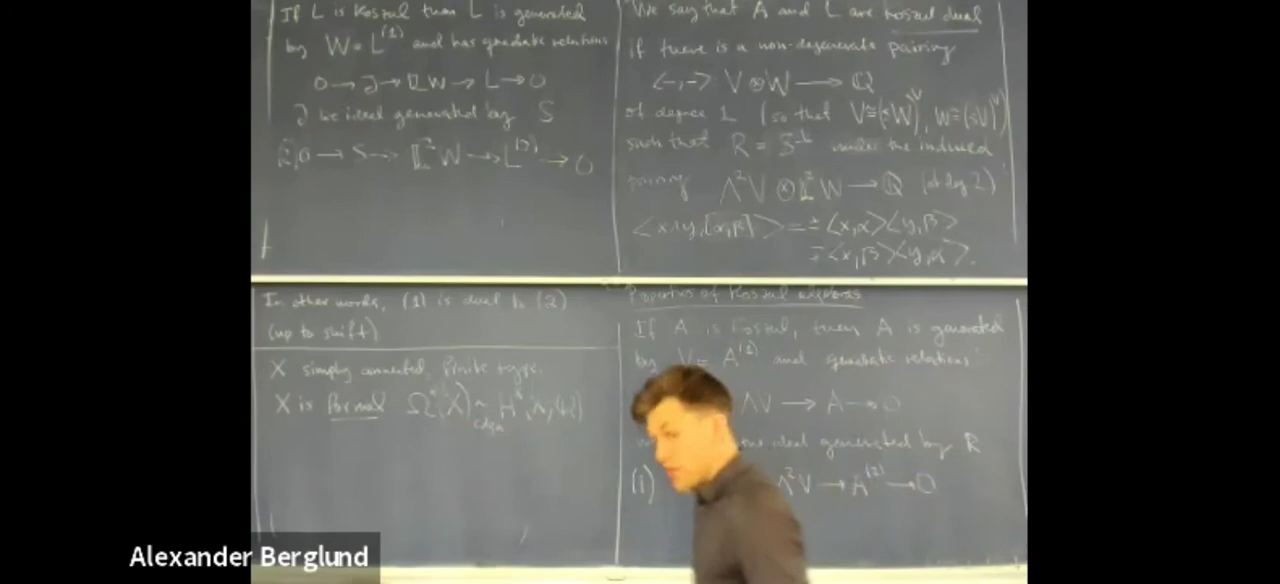 If L is Koszul then L is generated
by W = L^(1) and has quadratic relations
0 → J → 𝕃W → L → 0
J be ideal generated by S
(2) 0 → S → 𝕃²W → L^(2) → 0
We say that A and L are Koszul dual
if there is a non-degenerate pairing
<-,-> V ⊗ W → Q
of degree 1 (so that V ≅ (sW)^∨, W ≅ (sV)^∨)
such that R = S^⊥ under the induced
pairing Λ²V ⊗ 𝕃²W → Q (of deg 2)
<x∧y, [α,β]> = ± <x,α><y,β>
∓ <x,β><y,α>.
In other words, (1) is dual to (2)
(up to shift)
X simply connected, finite type.
X is formal Ω*(X) ~ H*(X; Q)
cdga
Properties of Koszul algebras
If A is Koszul, then A is generated
by V = A^(1) and quadratic relations:
ΛV → A → 0
ideal generated by R
(1) Λ²V → A^(2) → 0
Alexander Berglund